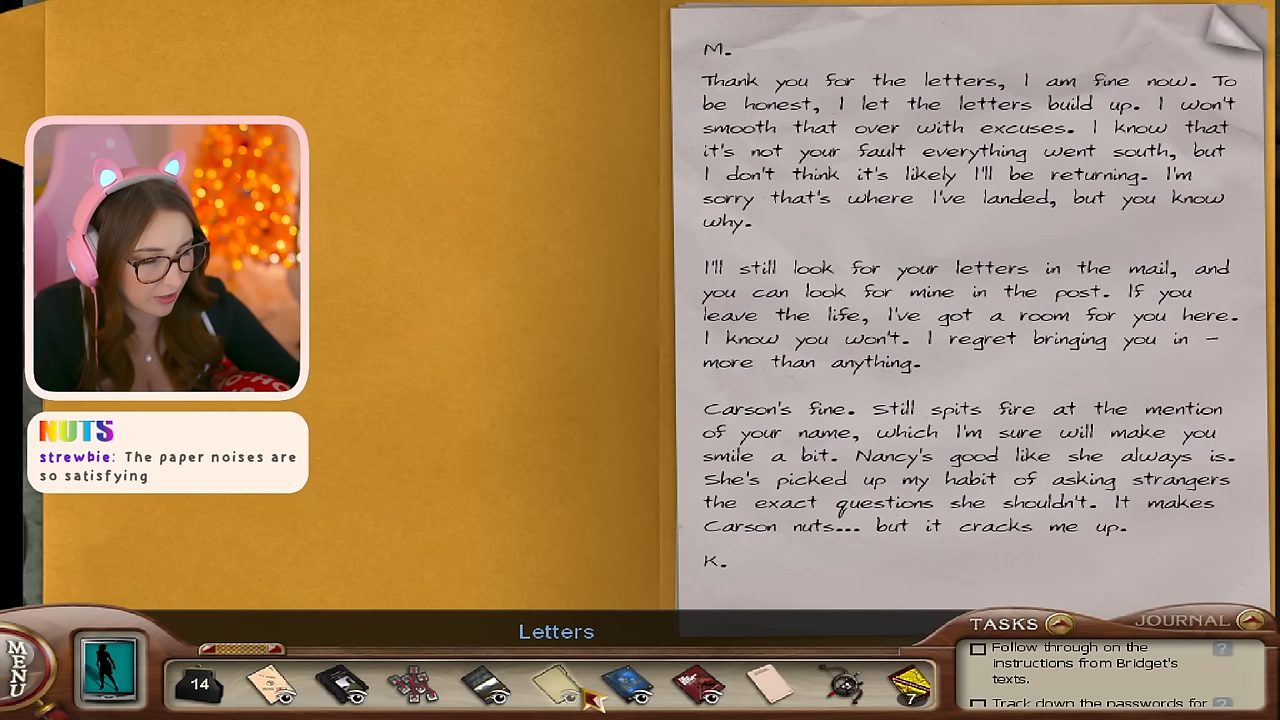 M.
Thank you for the letters, I am fine now. To
be honest, I let the letters build up. I won't
smooth that over with excuses. I know that
it's not your fault everything went south, but
I don't think it's likely I'll be returning. I'm
sorry that's where I've landed, but you know
why.
I'll still look for your letters in the mail, and
you can look for mine in the post. If you
leave the life, I've got a room for you here.
I know you won't. I regret bringing you in -
more than anything.
Carson's fine. Still spits fire at the mention
of your name, which I'm sure will make you
smile a bit. Nancy's good like she always is.
She's picked up my habit of asking strangers
the exact questions she shouldn't. It makes
Carson nuts... but it cracks me up.
K.
NUTS
strewbie: The paper noises are
so satisfying
HO-HO
Letters
MENU
14
7
TASKS
JOURNAL
Follow through on the
instructions from Bridget's
texts.
Track down the passwords for
?
?